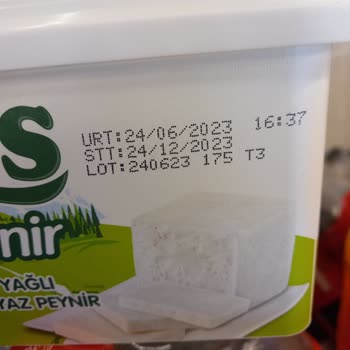 S
URT:24/06/2023 16:37
STT:24/12/2023
LOT:240623 175 T3
nir
YAĞLI
YAZ PEYNİR